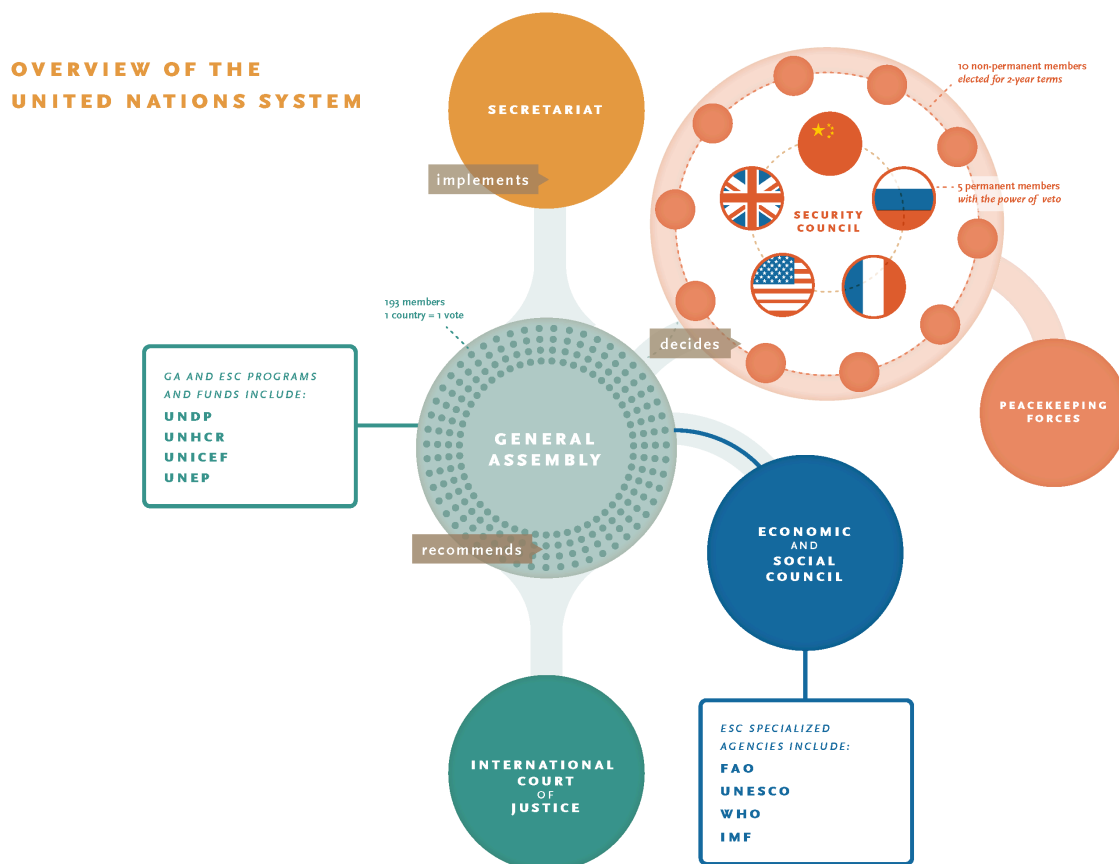 OVERVIEW OF THE
UNITED NATIONS SYSTEM
SECRETARIAT
implements
10 non-permanent members
elected for 2-year terms
5 permanent members
with the power of veto
SECURITY
COUNCIL
193 members
1 country = 1 vote
decides
GA AND ESC PROGRAMS
AND FUNDS INCLUDE:
UNDP
UNHCR
UNICEF
UNEP
GENERAL
ASSEMBLY
PEACEKEEPING
FORCES
recommends
ECONOMIC
AND
SOCIAL
COUNCIL
INTERNATIONAL
COURT
OF
JUSTICE
ESC SPECIALIZED
AGENCIES INCLUDE:
FAO
UNESCO
WHO
IMF